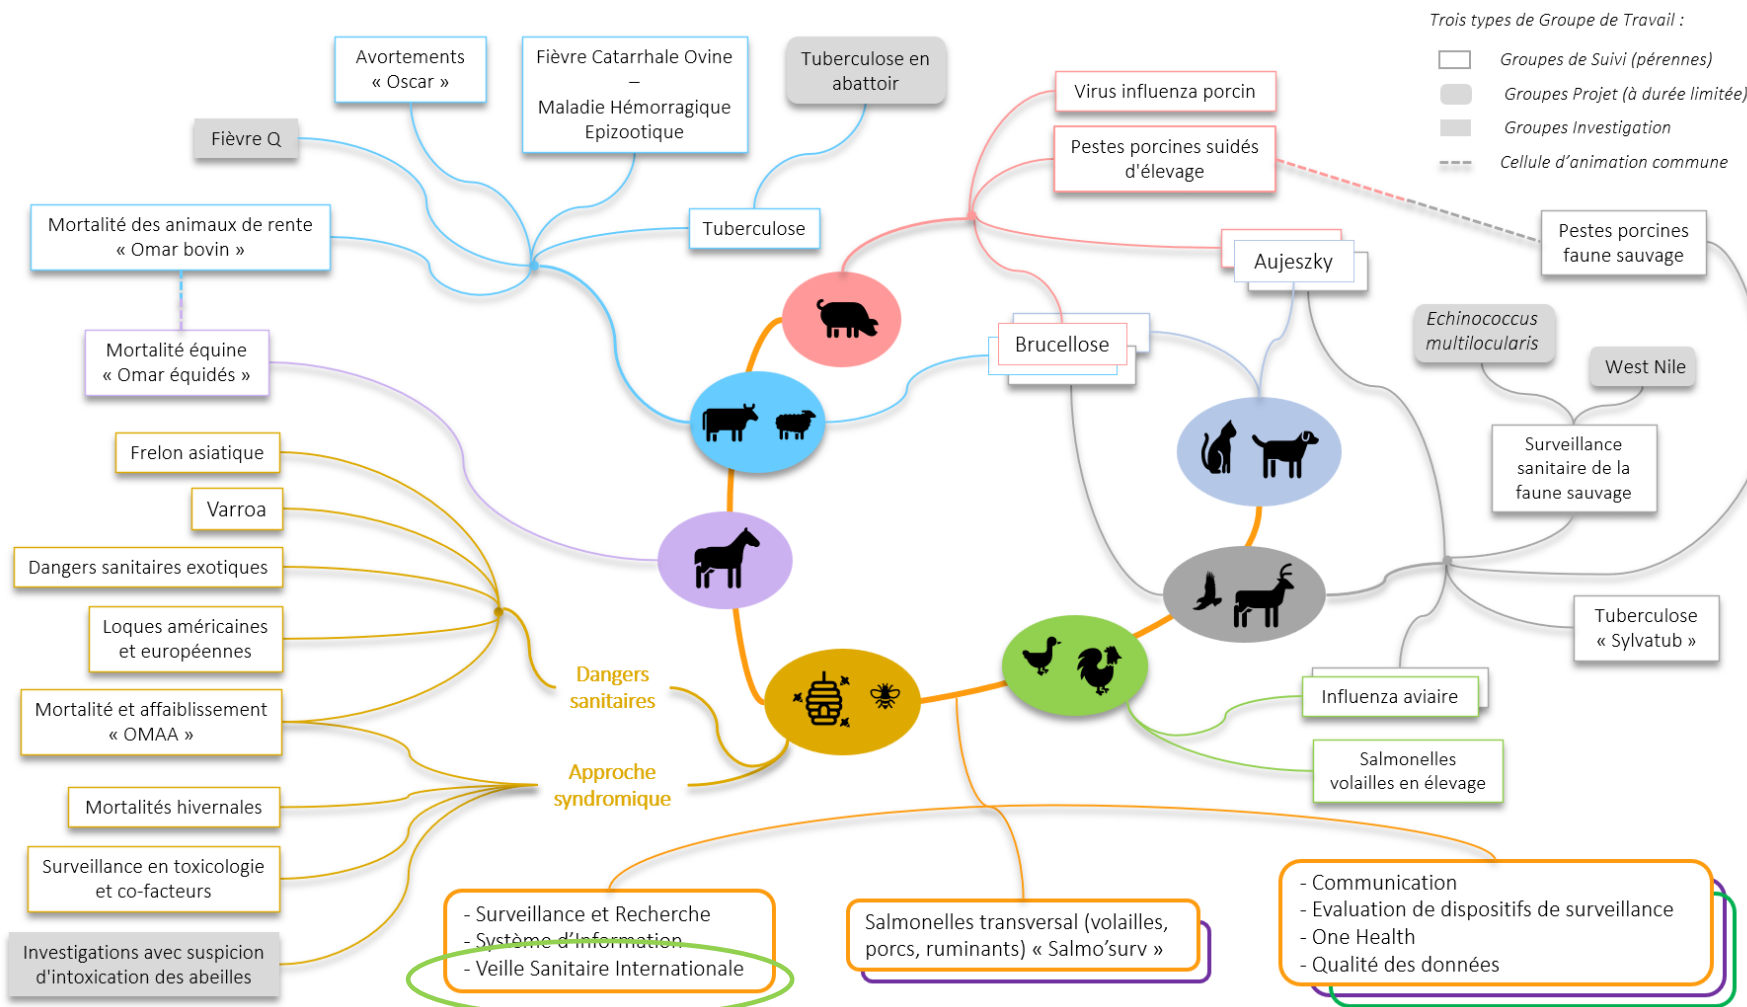 Trois types de Groupe de Travail :
Groupes de Suivi (pérennes)
Groupes Projet (à durée limitée)
Groupes Investigation
Cellule d'animation commune
Avortements
« Oscar »
Fièvre Catarrhale Ovine
–
Maladie Hémorragique
Epizootique
Tuberculose en
abattoir
Fièvre Q
Virus influenza porcin
Pestes porcines suidés
d'élevage
Mortalité des animaux de rente
« Omar bovin »
Tuberculose
Pestes porcines
faune sauvage
Aujeszky
Mortalité équine
« Omar équidés »
Brucellose
Echinococcus
multilocularis
West Nile
Frelon asiatique
Surveillance
sanitaire de la
faune sauvage
Varroa
Dangers sanitaires exotiques
Loques américaines
et européennes
Tuberculose
« Sylvatub »
Dangers
sanitaires
Mortalité et affaiblissement
« OMAA »
Influenza aviaire
Approche
syndromique
Salmonelles
volailles en élevage
Mortalités hivernales
Surveillance en toxicologie
et co-facteurs
Investigations avec suspicion
d'intoxication des abeilles
- Surveillance et Recherche
- Système d'Information
- Veille Sanitaire Internationale
Salmonelles transversal (volailles,
porcs, ruminants) « Salmo'surv »
- Communication
- Evaluation de dispositifs de surveillance
- One Health
- Qualité des données